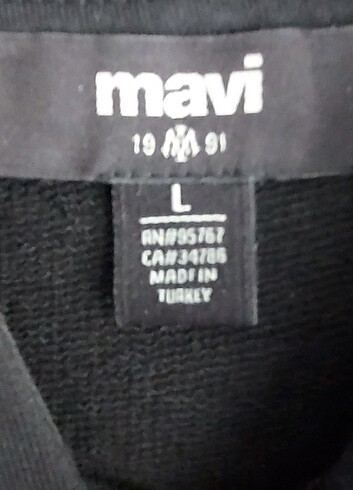 mavi
19 91
L
RN#95767
CA#34786
MADE IN
TURKEY